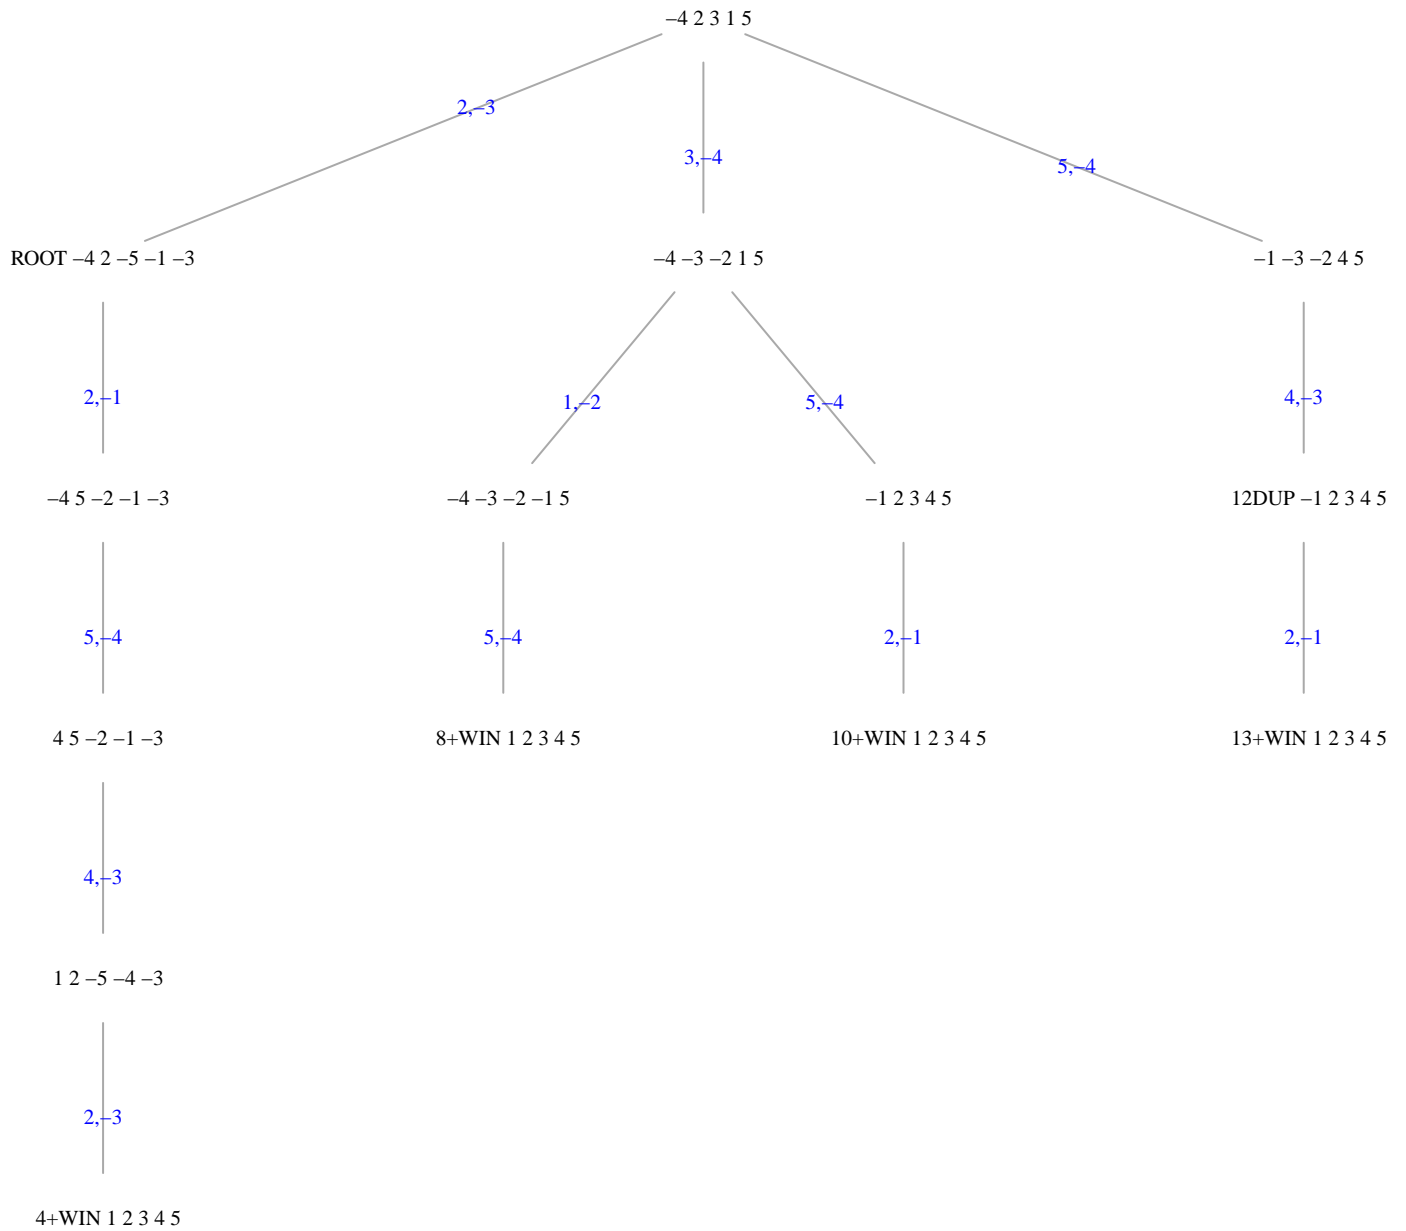 −4 2 3 1 5
2,−3
3,−4
5,−4
ROOT −4 2 −5 −1 −3
−4 −3 −2 1 5
−1 −3 −2 4 5
2,−1
1,−2
5,−4
4,−3
−4 5 −2 −1 −3
−4 −3 −2 −1 5
−1 2 3 4 5
12DUP −1 2 3 4 5
5,−4
5,−4
2,−1
2,−1
4 5 −2 −1 −3
8+WIN 1 2 3 4 5
10+WIN 1 2 3 4 5
13+WIN 1 2 3 4 5
4,−3
1 2 −5 −4 −3
2,−3
4+WIN 1 2 3 4 5